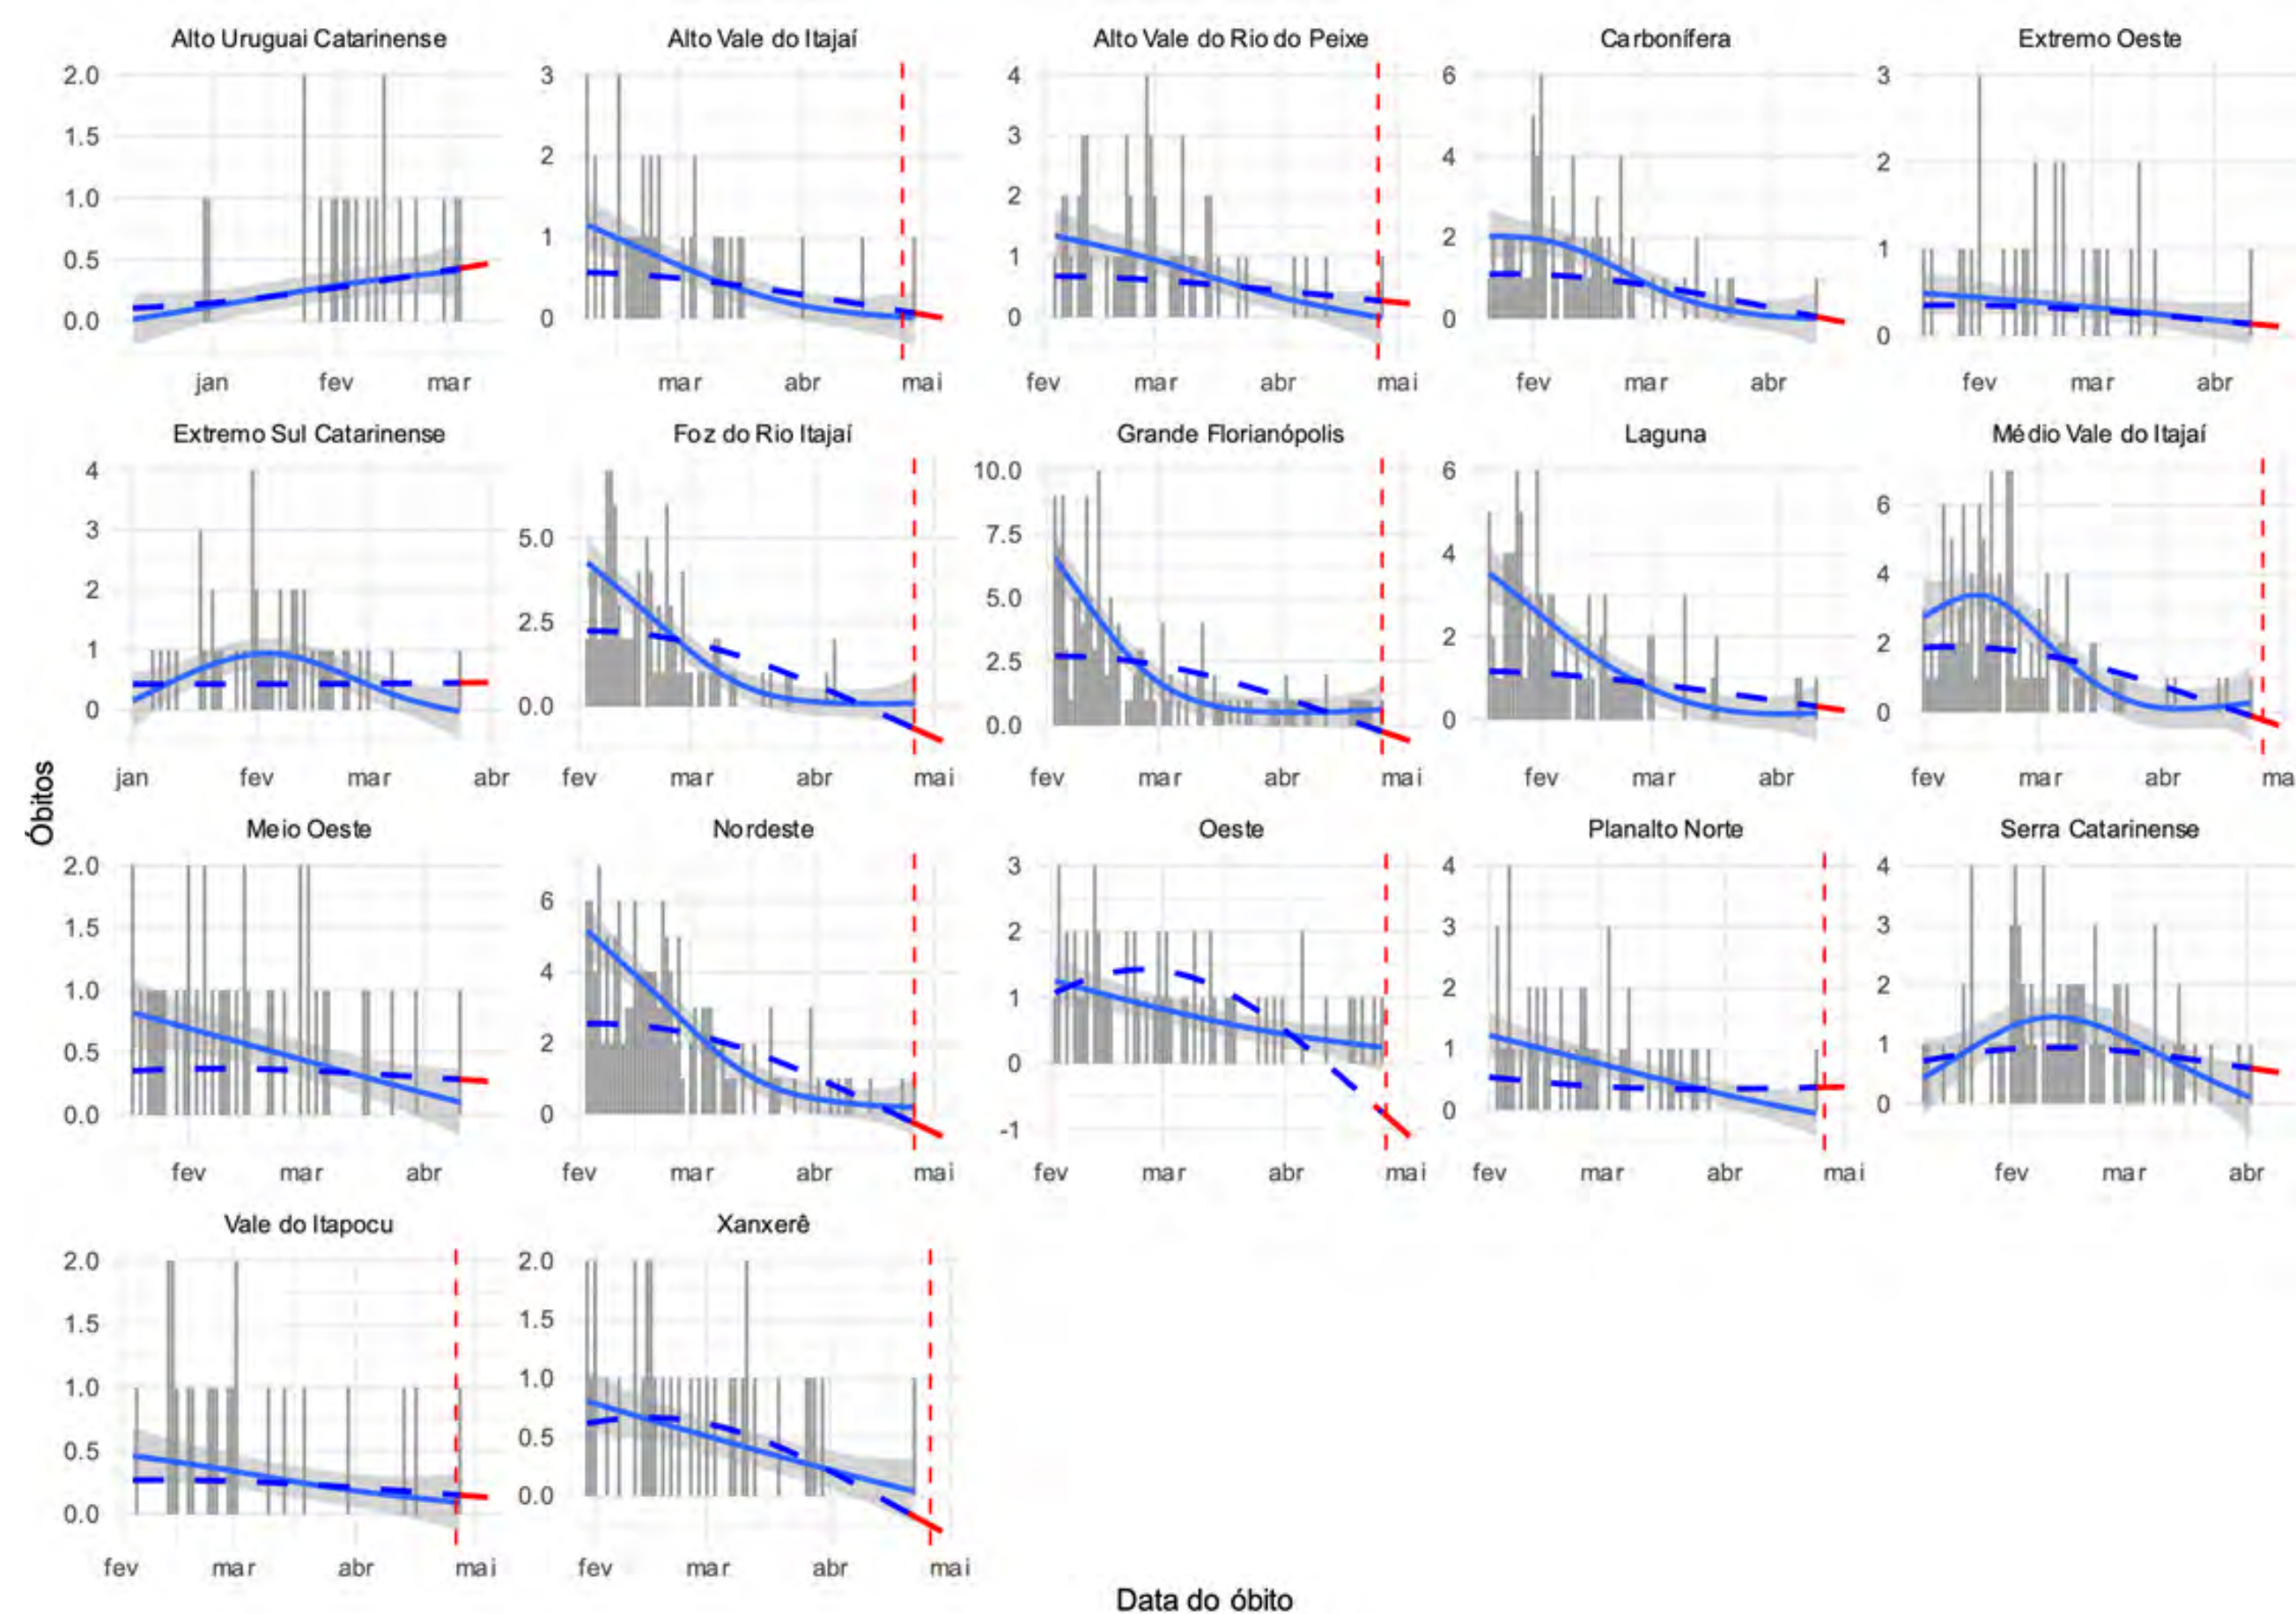 Alto Uruguai Catarinense
2.0
1.5
1.0
0.5
0.0
jan fev mar
Alto Vale do Itajaí
3
2
1
0
mar abr mai
Alto Vale do Rio do Peixe
4
3
2
1
0
fev mar abr mai
Carbonífera
6
4
2
0
fev mar abr
Extremo Oeste
3
2
1
0
fev mar abr
Extremo Sul Catarinense
4
3
2
1
0
jan fev mar abr
Foz do Rio Itajaí
5.0
2.5
0.0
fev mar abr mai
Grande Florianópolis
10.0
7.5
5.0
2.5
0.0
fev mar abr mai
Laguna
6
4
2
0
fev mar abr
Médio Vale do Itajaí
6
4
2
0
fev mar abr ma
Óbitos
Meio Oeste
2.0
1.5
1.0
0.5
0.0
fev mar abr
Nordeste
6
4
2
0
fev mar abr mai
Oeste
3
2
1
0
-1
fev mar abr mai
Planalto Norte
4
3
2
1
0
fev mar abr mai
Serra Catarinense
4
3
2
1
0
fev mar abr
Vale do Itapocu
2.0
1.5
1.0
0.5
0.0
fev mar abr mai
Xanxerê
2.0
1.5
1.0
0.5
0.0
fev mar abr mai
Data do óbito